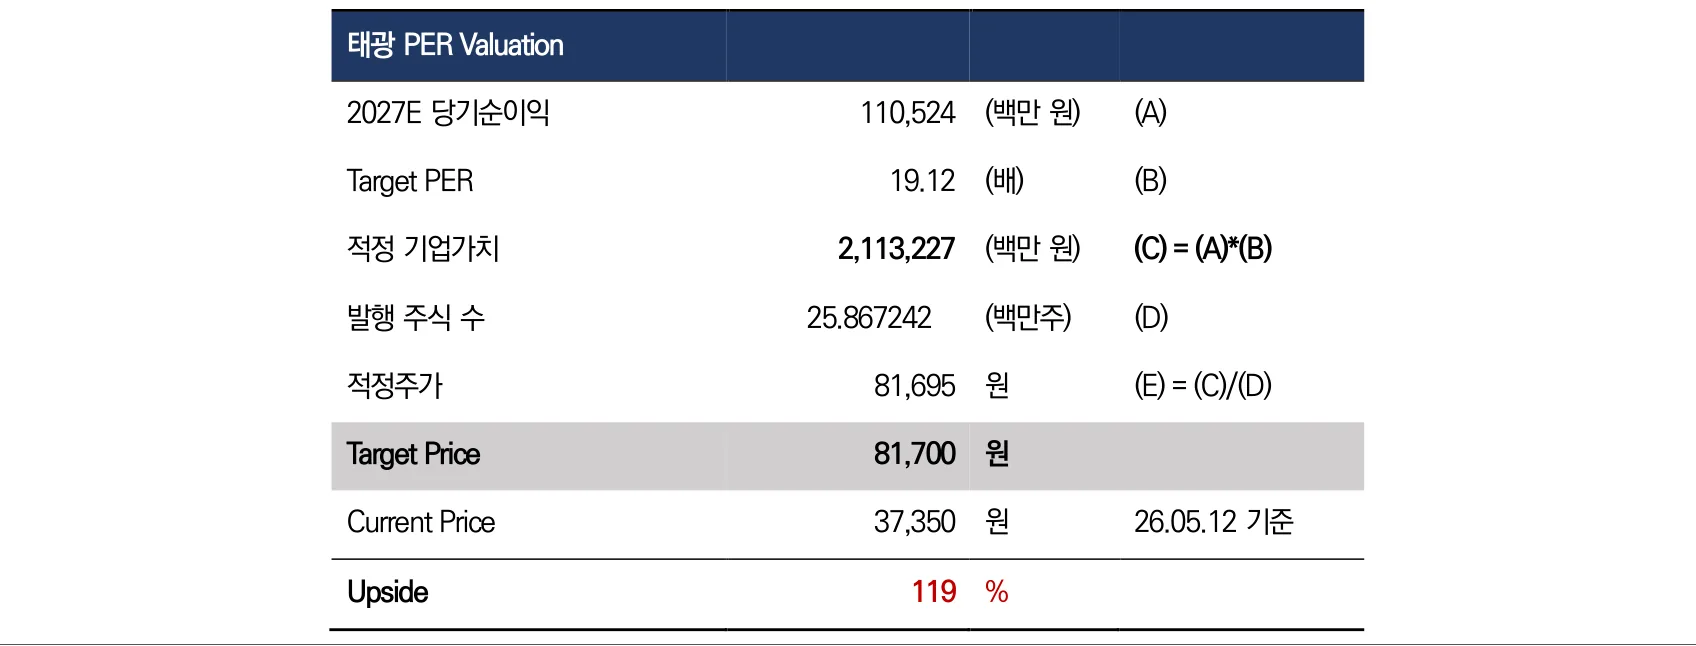 태광 PER Valuation
2027E 당기순이익 110,524 (백만 원) (A)
Target PER 19.12 (배) (B)
적정 기업가치 2,113,227 (백만 원) (C) = (A)*(B)
발행 주식 수 25.867242 (백만주) (D)
적정주가 81,695 원 (E) = (C)/(D)
Target Price 81,700 원
Current Price 37,350 원 26.05.12 기준
Upside 119 %